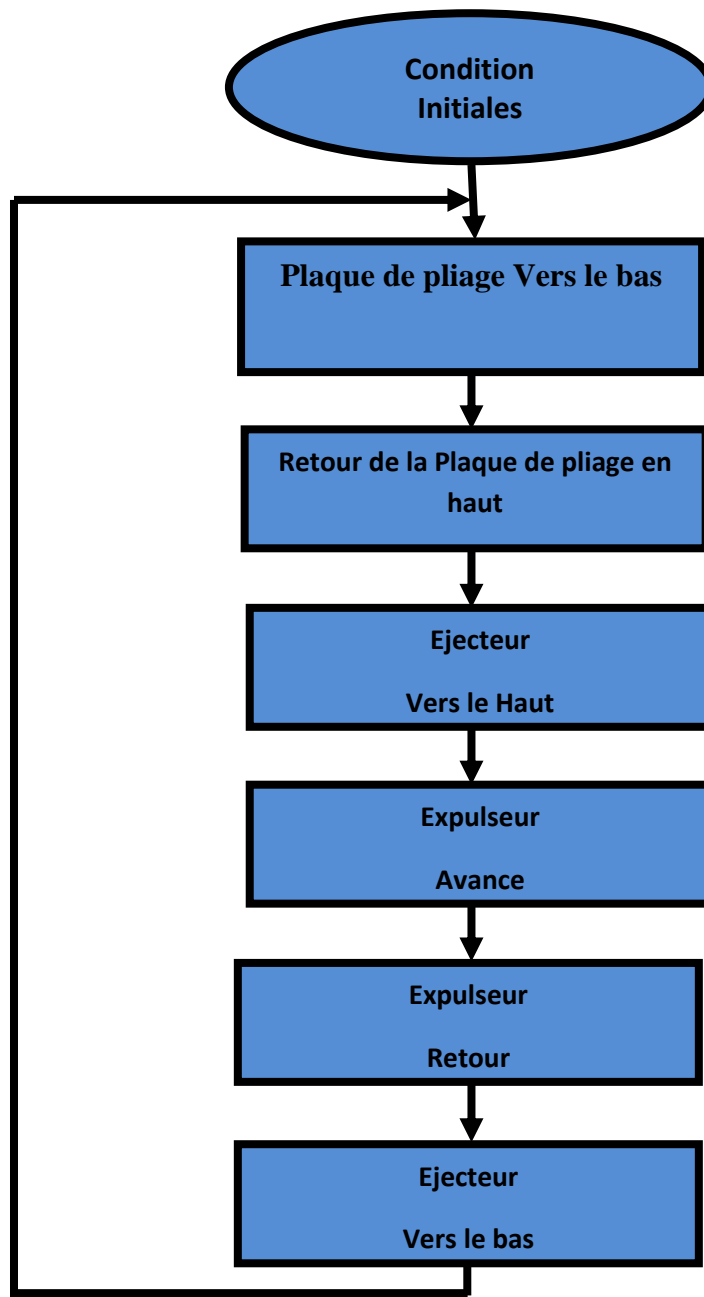 Condition
Initiales
Plaque de pliage Vers le bas
Retour de la Plaque de pliage en
haut
Ejecteur
Vers le Haut
Expulseur
Avance
Expulseur
Retour
Ejecteur
Vers le bas